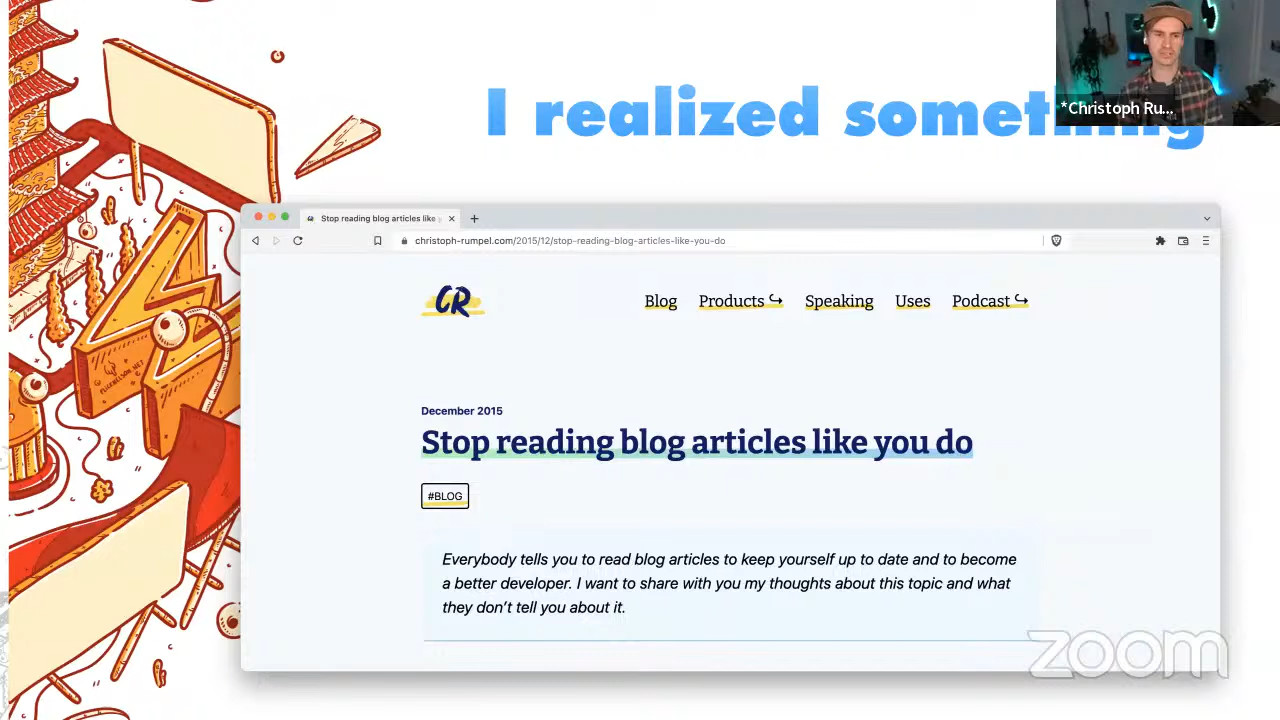 I realized something
*Christoph Ru...
Stop reading blog articles like
christoph-rumpel.com/2015/12/stop-reading-blog-articles-like-you-do
CR
Blog Products Speaking Uses Podcast
December 2015
Stop reading blog articles like you do
#BLOG
Everybody tells you to read blog articles to keep yourself up to date and to become
a better developer. I want to share with you my thoughts about this topic and what
they don't tell you about it.
zoom